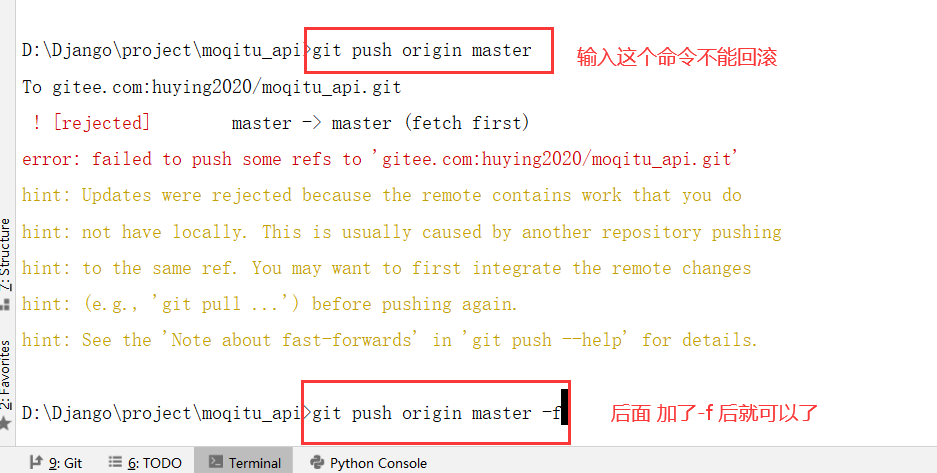 D:\Django\project\moqitu_api>git push origin master
输入这个命令不能回滚
To gitee.com:huying2020/moqitu_api.git
! [rejected] master -> master (fetch first)
error: failed to push some refs to 'gitee.com:huying2020/moqitu_api.git'
hint: Updates were rejected because the remote contains work that you do
hint: not have locally. This is usually caused by another repository pushing
hint: to the same ref. You may want to first integrate the remote changes
hint: (e.g., 'git pull ...') before pushing again.
hint: See the 'Note about fast-forwards' in 'git push --help' for details.
D:\Django\project\moqitu_api>git push origin master -f
后面 加了-f 后就可以了
7: Structure
2: Favorites
9: Git
6: TODO
Terminal
Python Console